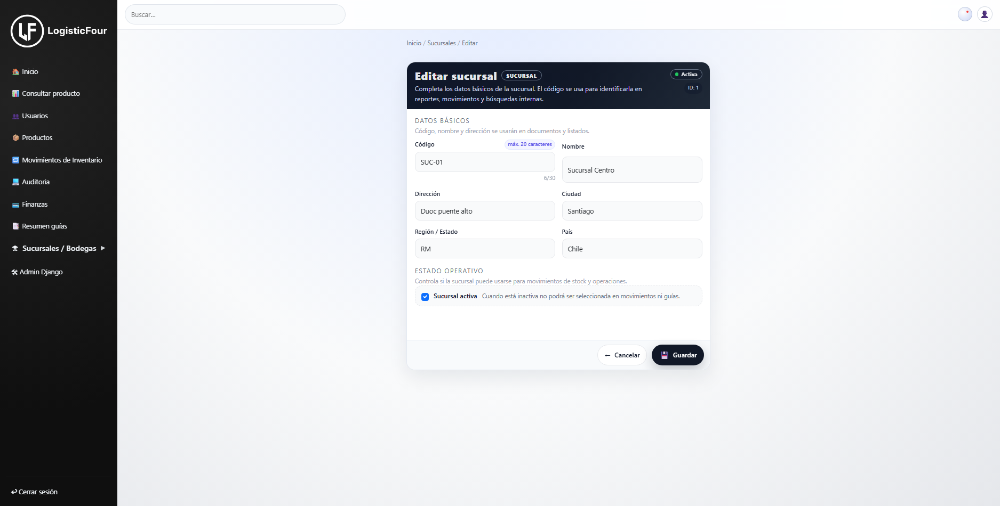 LogisticFour
Inicio
Consultar producto
Usuarios
Productos
Movimientos de Inventario
Auditoria
Finanzas
Resumen guías
Sucursales / Bodegas ▶
Admin Django
Cerrar sesión
Buscar...
Inicio / Sucursales / Editar
Editar sucursal SUCURSAL
Activa
Completa los datos básicos de la sucursal. El código se usa para identificarla en
reportes, movimientos y búsquedas internas.
ID: 1
DATOS BÁSICOS
Código, nombre y dirección se usarán en documentos y listados.
Código máx. 20 caracteres
SUC-01
6/30
Nombre
Sucursal Centro
Dirección
Duoc puente alto
Ciudad
Santiago
Región / Estado
RM
País
Chile
ESTADO OPERATIVO
Controla si la sucursal puede usarse para movimientos de stock y operaciones.
Sucursal activa Cuando está inactiva no podrá ser seleccionada en movimientos ni guías.
← Cancelar
Guardar